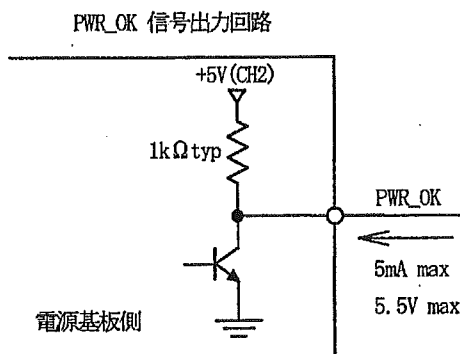 PWR_OK 信号出力回路
+5V(CH2)
1kΩtyp
PWR_OK
5mA max
5.5V max
電源基板側